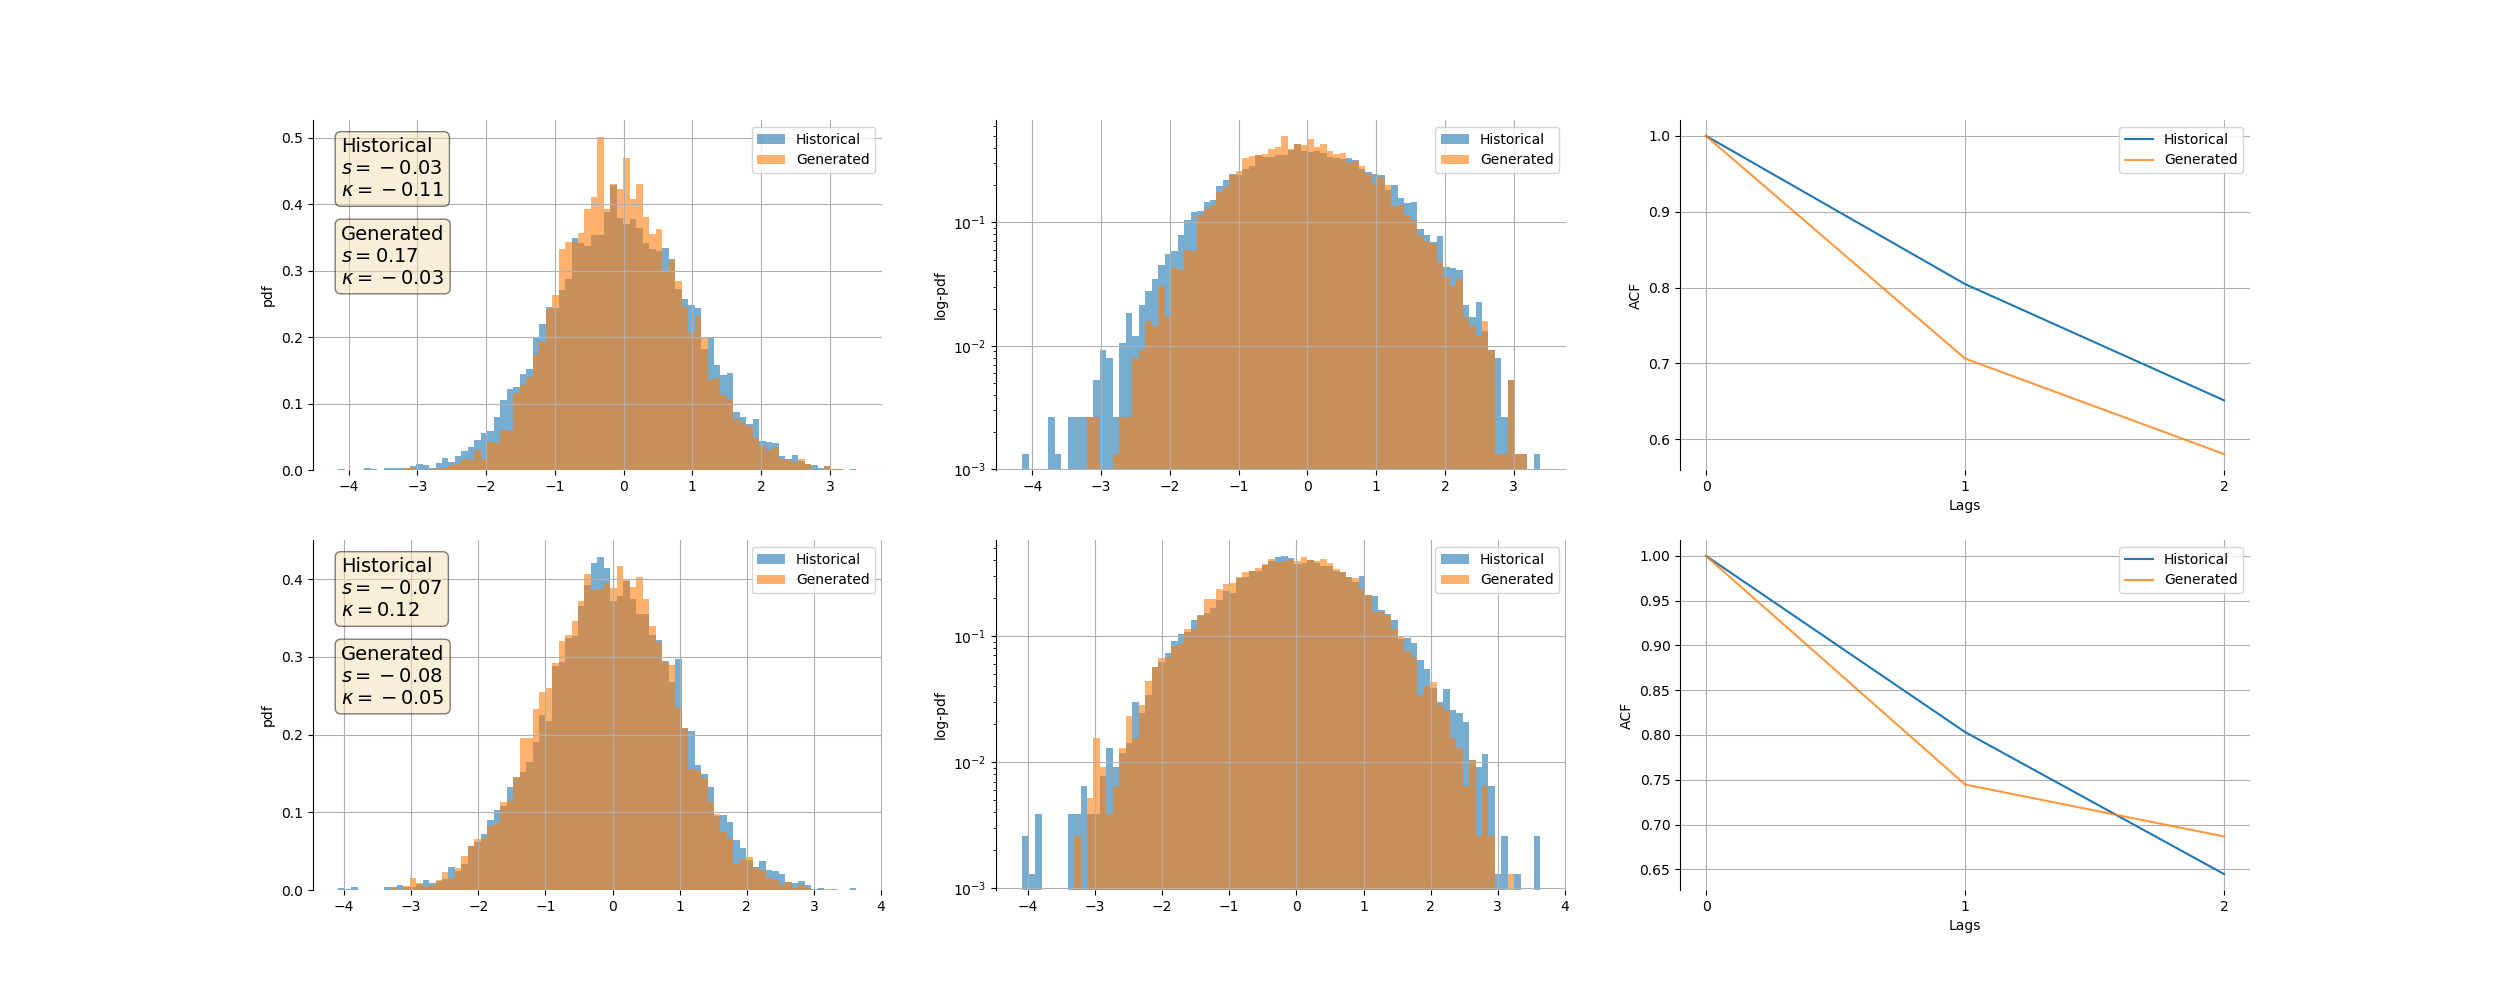 Historical
s = −0.03
κ = −0.11
Generated
s = 0.17
κ = −0.03
Historical
Generated
pdf
0.5
0.4
0.3
0.2
0.1
0.0
−4 −3 −2 −1 0 1 2 3
Historical
Generated
log-pdf
10⁻¹
10⁻²
10⁻³
−4 −3 −2 −1 0 1 2 3
Historical
Generated
ACF
1.0
0.9
0.8
0.7
0.6
0 1 2
Lags
Historical
s = −0.07
κ = 0.12
Generated
s = −0.08
κ = −0.05
Historical
Generated
pdf
0.4
0.3
0.2
0.1
0.0
−4 −3 −2 −1 0 1 2 3 4
Historical
Generated
log-pdf
10⁻¹
10⁻²
10⁻³
−4 −3 −2 −1 0 1 2 3 4
Historical
Generated
ACF
1.00
0.95
0.90
0.85
0.80
0.75
0.70
0.65
0 1 2
Lags